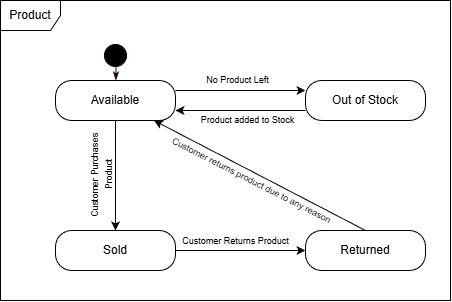 Product
No Product Left
Available
Out of Stock
Product added to Stock
Customer Purchases
Product
Customer returns product due to any reason
Sold
Customer Returns Product
Returned